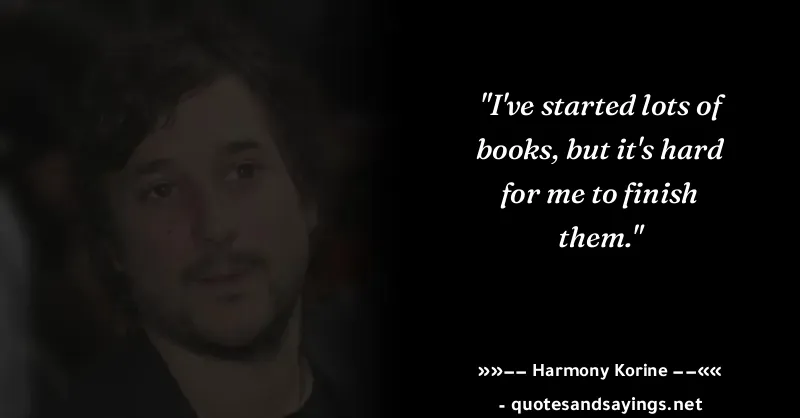 "I've started lots of
books, but it's hard
for me to finish
them."
»»–– Harmony Korine ––««
- quotesandsayings.net